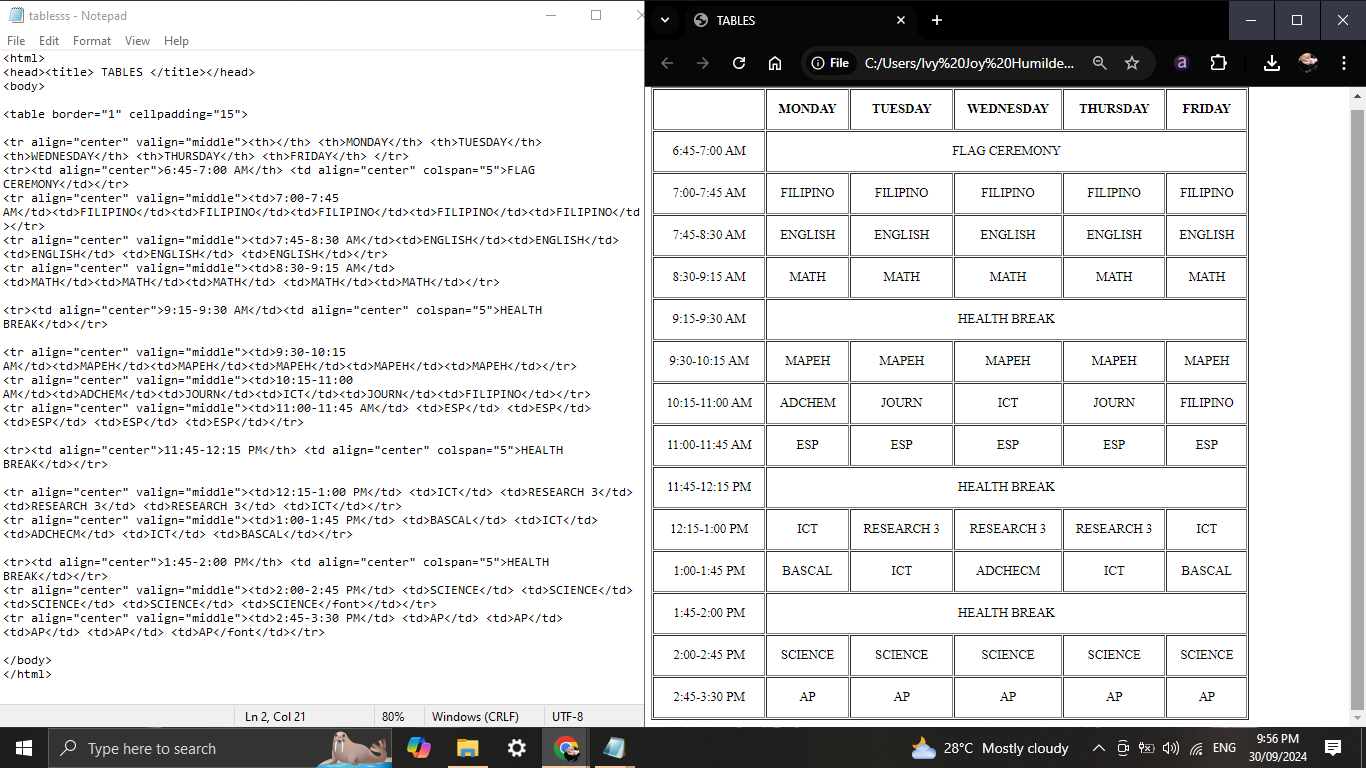 tablesss - Notepad
File Edit Format View Help
<html>
<head><title> TABLES </title></head>
<body>
<table border="1" cellpadding="15">
<tr align="center" valign="middle"><th></th> <th>MONDAY</th> <th>TUESDAY</th>
<th>WEDNESDAY</th> <th>THURSDAY</th> <th>FRIDAY</th> </tr>
<tr><td align="center">6:45-7:00 AM</th> <td align="center" colspan="5">FLAG
CEREMONY</td></tr>
<tr align="center" valign="middle"><td>7:00-7:45
AM</td><td>FILIPINO</td><td>FILIPINO</td><td>FILIPINO</td><td>FILIPINO</td><td>FILIPINO</td
></tr>
<tr align="center" valign="middle"><td>7:45-8:30 AM</td><td>ENGLISH</td><td>ENGLISH</td>
<td>ENGLISH</td> <td>ENGLISH</td> <td>ENGLISH</td></tr>
<tr align="center" valign="middle"><td>8:30-9:15 AM</td>
<td>MATH</td><td>MATH</td><td>MATH</td> <td>MATH</td><td>MATH</td></tr>
<tr><td align="center">9:15-9:30 AM</td><td align="center" colspan="5">HEALTH
BREAK</td></tr>
<tr align="center" valign="middle"><td>9:30-10:15
AM</td><td>MAPEH</td><td>MAPEH</td><td>MAPEH</td><td>MAPEH</td><td>MAPEH</td></tr>
<tr align="center" valign="middle"><td>10:15-11:00
AM</td><td>ADCHEM</td><td>JOURN</td><td>ICT</td><td>JOURN</td><td>FILIPINO</td></tr>
<tr align="center" valign="middle"><td>11:00-11:45 AM</td> <td>ESP</td> <td>ESP</td>
<td>ESP</td> <td>ESP</td> <td>ESP</td></tr>
<tr><td align="center">11:45-12:15 PM</th> <td align="center" colspan="5">HEALTH
BREAK</td></tr>
<tr align="center" valign="middle"><td>12:15-1:00 PM</td> <td>ICT</td> <td>RESEARCH 3</td>
<td>RESEARCH 3</td> <td>RESEARCH 3</td> <td>ICT</td></tr>
<tr align="center" valign="middle"><td>1:00-1:45 PM</td> <td>BASCAL</td> <td>ICT</td>
<td>ADCHECM</td> <td>ICT</td> <td>BASCAL</td></tr>
<tr><td align="center">1:45-2:00 PM</th> <td align="center" colspan="5">HEALTH
BREAK</td></tr>
<tr align="center" valign="middle"><td>2:00-2:45 PM</td> <td>SCIENCE</td> <td>SCIENCE</td>
<td>SCIENCE</td> <td>SCIENCE</td> <td>SCIENCE/font></td></tr>
<tr align="center" valign="middle"><td>2:45-3:30 PM</td> <td>AP</td> <td>AP</td>
<td>AP</td> <td>AP</td> <td>AP</font></td></tr>
</body>
</html>
Ln 2, Col 21 80% Windows (CRLF) UTF-8
TABLES
File C:/Users/Ivy%20Joy%20Humilde...
a
MONDAY TUESDAY WEDNESDAY THURSDAY FRIDAY
6:45-7:00 AM FLAG CEREMONY
7:00-7:45 AM FILIPINO FILIPINO FILIPINO FILIPINO FILIPINO
7:45-8:30 AM ENGLISH ENGLISH ENGLISH ENGLISH ENGLISH
8:30-9:15 AM MATH MATH MATH MATH MATH
9:15-9:30 AM HEALTH BREAK
9:30-10:15 AM MAPEH MAPEH MAPEH MAPEH MAPEH
10:15-11:00 AM ADCHEM JOURN ICT JOURN FILIPINO
11:00-11:45 AM ESP ESP ESP ESP ESP
11:45-12:15 PM HEALTH BREAK
12:15-1:00 PM ICT RESEARCH 3 RESEARCH 3 RESEARCH 3 ICT
1:00-1:45 PM BASCAL ICT ADCHECM ICT BASCAL
1:45-2:00 PM HEALTH BREAK
2:00-2:45 PM SCIENCE SCIENCE SCIENCE SCIENCE SCIENCE
2:45-3:30 PM AP AP AP AP AP
Type here to search
28°C Mostly cloudy
ENG
9:56 PM
30/09/2024